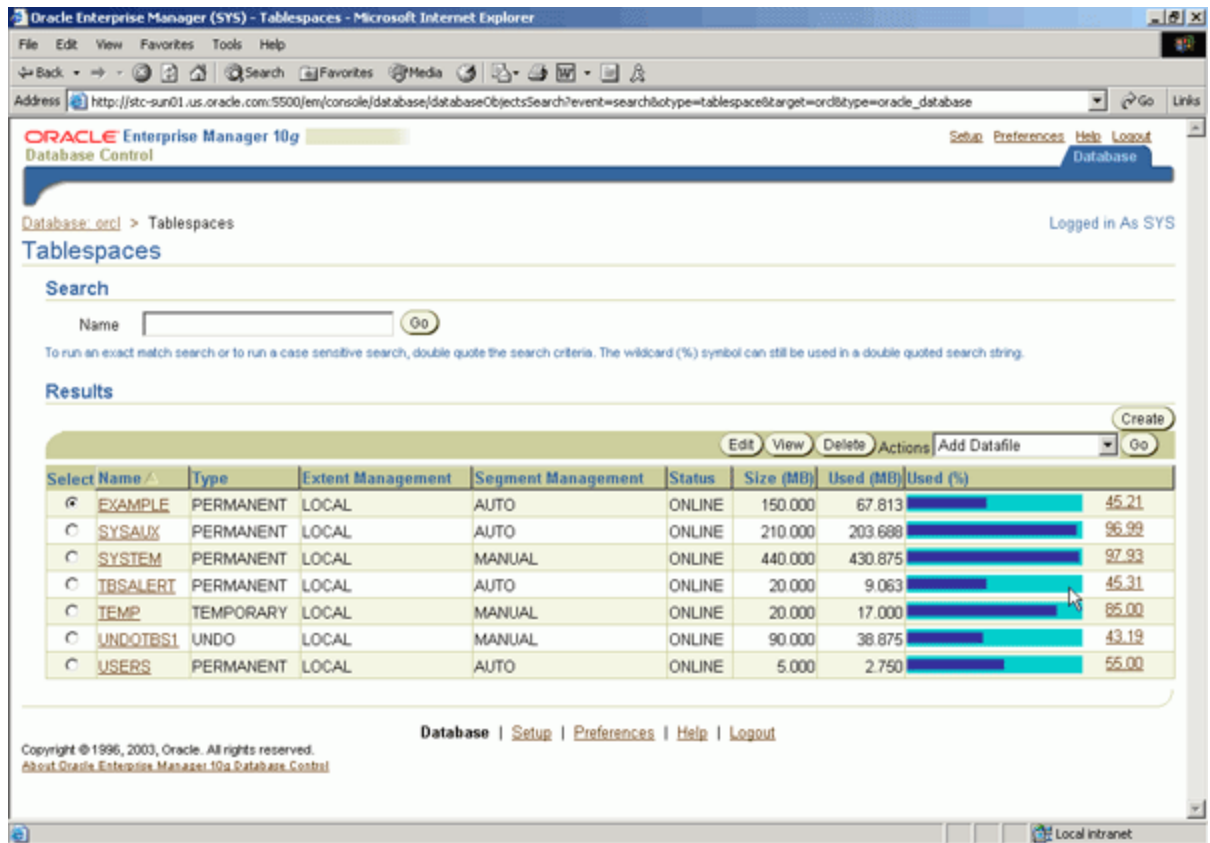 Oracle Enterprise Manager (SYS) - Tablespaces - Microsoft Internet Explorer
File Edit View Favorites Tools Help
Back Search Favorites Media
Address http://stc-sun01.us.oracle.com:5500/em/console/database/databaseObjectsSearch?event=search&otype=tablespace&target=orcl&type=oracle_database Go Links
ORACLE Enterprise Manager 10g
Setup Preferences Help Logout
Database Control
Database
Database: orcl > Tablespaces
Logged in As SYS
Tablespaces
Search
Name Go
To run an exact match search or to run a case sensitive search, double quote the search criteria. The wildcard (%) symbol can still be used in a double quoted search string.
Results
Create
Edit View Delete Actions Add Datafile Go
Select Name Type Extent Management Segment Management Status Size (MB) Used (MB) Used (%)
EXAMPLE PERMANENT LOCAL AUTO ONLINE 150.000 67.813 45.21
SYSAUX PERMANENT LOCAL AUTO ONLINE 210.000 203.688 96.99
SYSTEM PERMANENT LOCAL MANUAL ONLINE 440.000 430.875 97.93
TBSALERT PERMANENT LOCAL AUTO ONLINE 20.000 9.063 45.31
TEMP TEMPORARY LOCAL MANUAL ONLINE 20.000 17.000 85.00
UNDOTBS1 UNDO LOCAL MANUAL ONLINE 90.000 38.875 43.19
USERS PERMANENT LOCAL AUTO ONLINE 5.000 2.750 55.00
Database | Setup | Preferences | Help | Logout
Copyright © 1996, 2003, Oracle. All rights reserved.
About Oracle Enterprise Manager 10g Database Control
Local intranet